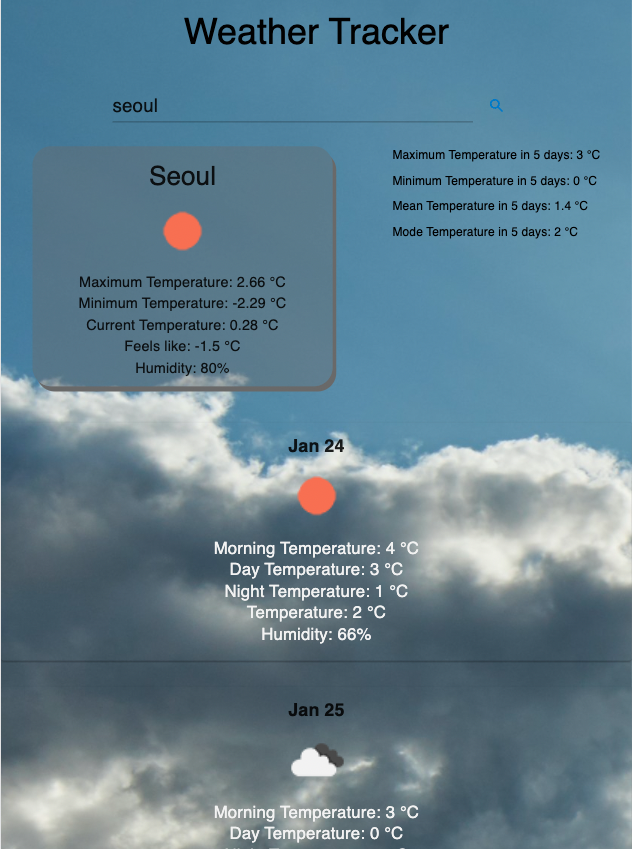 Weather Tracker
seoul
Seoul
Maximum Temperature: 2.66 °C
Minimum Temperature: -2.29 °C
Current Temperature: 0.28 °C
Feels like: -1.5 °C
Humidity: 80%
Maximum Temperature in 5 days: 3 °C
Minimum Temperature in 5 days: 0 °C
Mean Temperature in 5 days: 1.4 °C
Mode Temperature in 5 days: 2 °C
Jan 24
Morning Temperature: 4 °C
Day Temperature: 3 °C
Night Temperature: 1 °C
Temperature: 2 °C
Humidity: 66%
Jan 25
Morning Temperature: 3 °C
Day Temperature: 0 °C